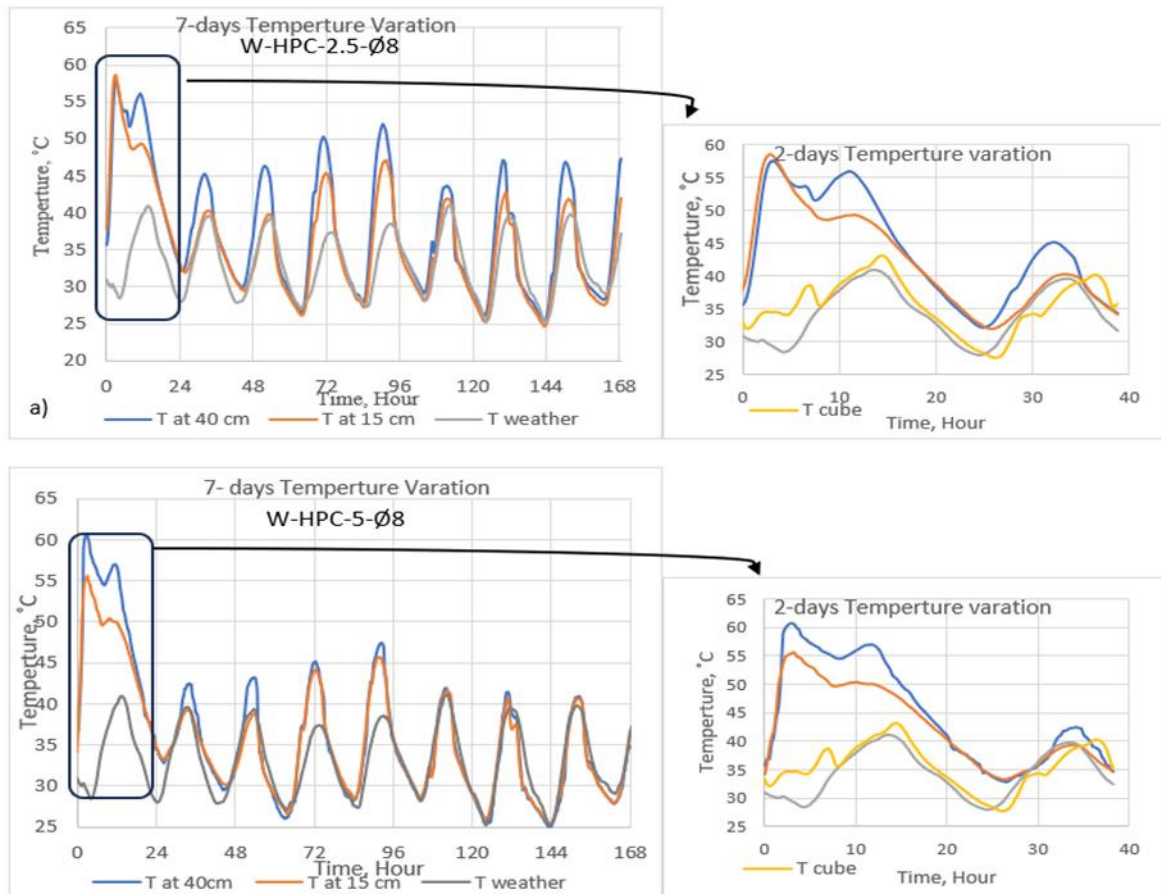 7-days Temperture Varation
W-HPC-2.5-Ø8
65
60
55
50
45
40
35
30
25
20
Temperture, ˚C
0 24 48 72 96 120 144 168
Time, Hour
a)
T at 40 cm T at 15 cm T weather
2-days Temperture varation
60
55
50
45
40
35
30
25
Temperture, ˚C
0 10 20 30 40
T cube
Time, Hour
7- days Temperture Varation
W-HPC-5-Ø8
65
60
55
50
45
40
35
30
25
Temperture, ˚C
0 24 48 72 96 120 144 168
Time, Hour
T at 40cm T at 15 cm T weather
2-days Temperture varation
65
60
55
50
45
40
35
30
25
Temperture, ˚C
0 10 20 30 40
T cube
Time, Hour